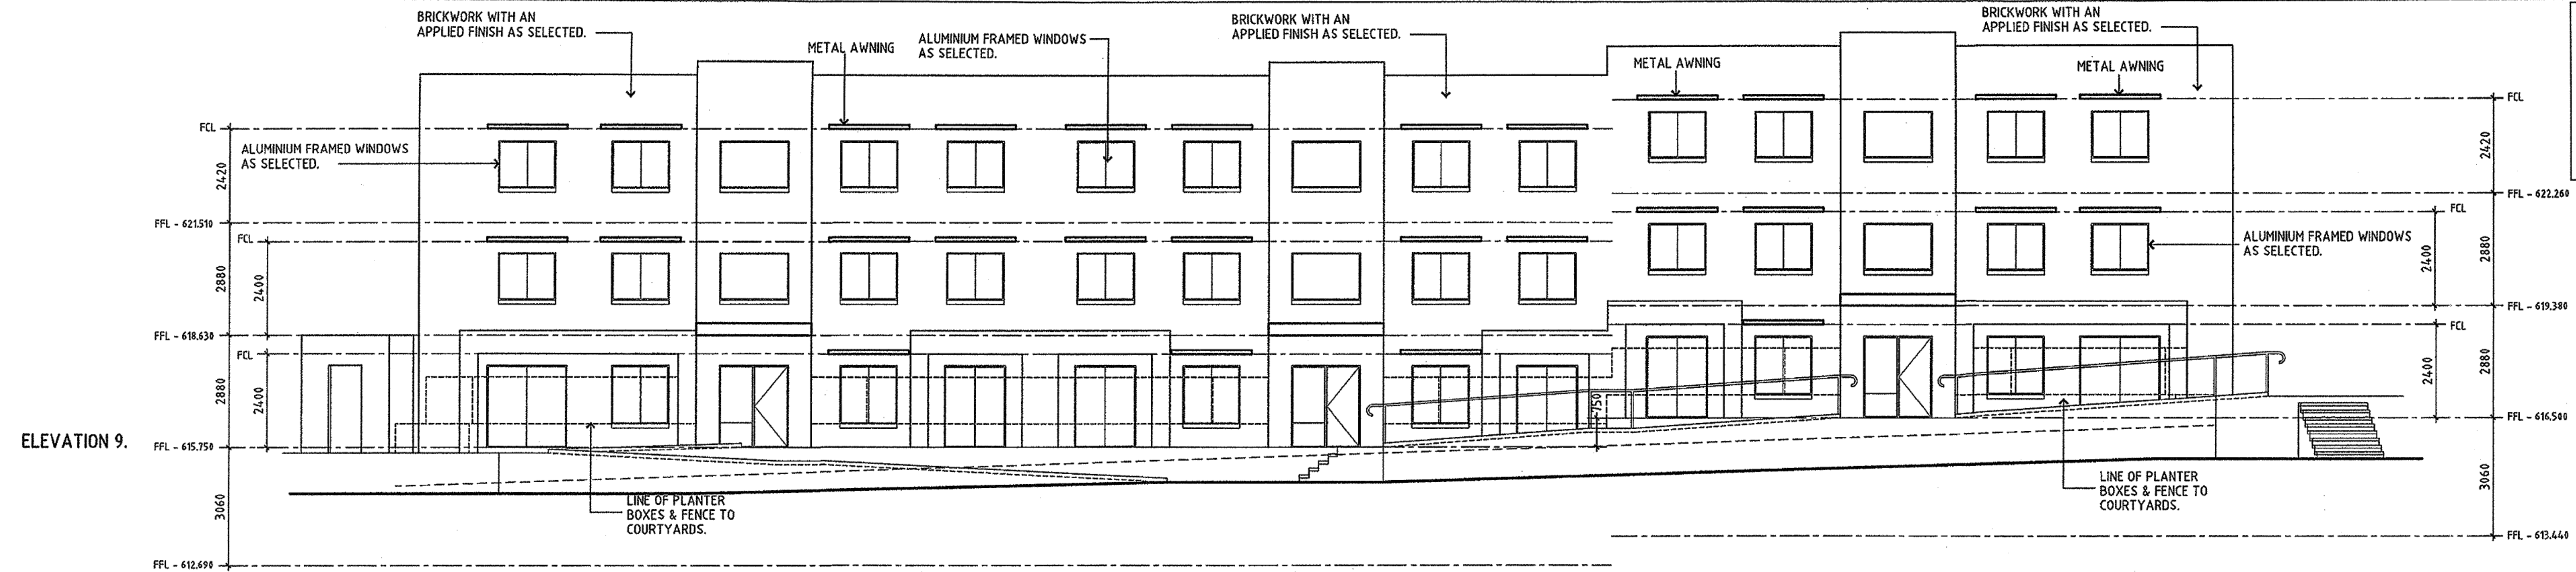 BRICKWORK WITH AN
APPLIED FINISH AS SELECTED.
METAL AWNING
ALUMINIUM FRAMED WINDOWS
AS SELECTED.
BRICKWORK WITH AN
APPLIED FINISH AS SELECTED.
METAL AWNING
BRICKWORK WITH AN
APPLIED FINISH AS SELECTED.
METAL AWNING
FCL
FCL
ALUMINIUM FRAMED WINDOWS
AS SELECTED.
2420
2420
FFL - 621.510
FFL - 622.260
FCL
FCL
2880
2400
ALUMINIUM FRAMED WINDOWS
AS SELECTED.
2400
2880
FFL - 618.630
FFL - 619.380
FCL
FCL
2880
2400
2400
2880
750
ELEVATION 9.
FFL - 615.750
FFL - 616.500
3060
3060
LINE OF PLANTER
BOXES & FENCE TO
COURTYARDS.
LINE OF PLANTER
BOXES & FENCE TO
COURTYARDS.
FFL - 612.690
FFL - 613.440